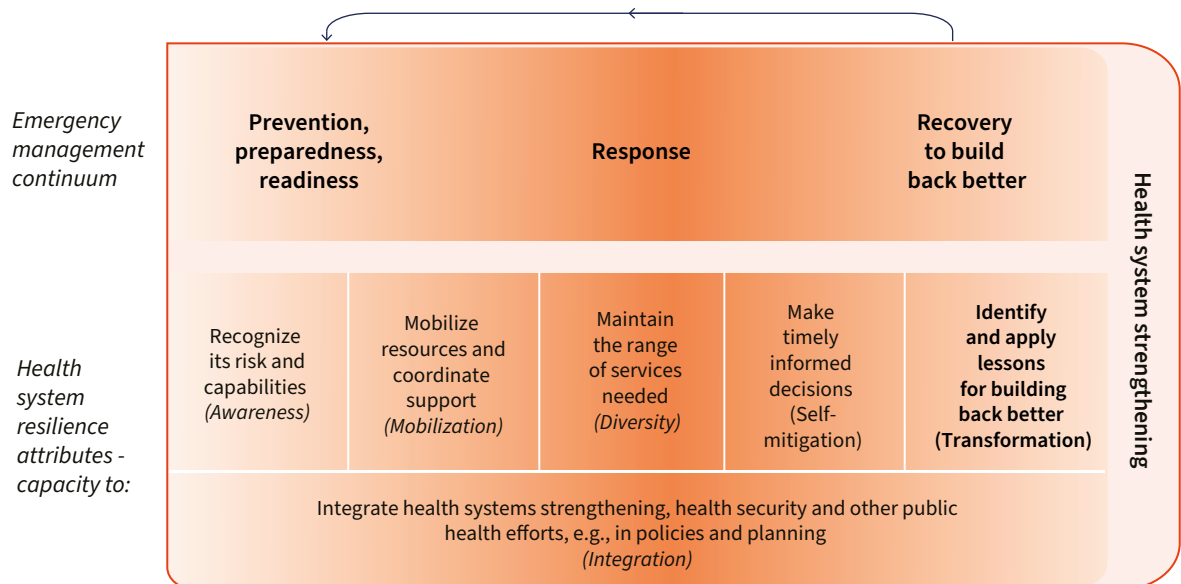 Emergency
management
continuum
Prevention,
preparedness,
readiness
Response
Recovery
to build
back better
Health system strengthening
Health
system
resilience
attributes -
capacity to:
Recognize
its risk and
capabilities
(Awareness)
Mobilize
resources and
coordinate
support
(Mobilization)
Maintain
the range
of services
needed
(Diversity)
Make
timely
informed
decisions
(Self-
mitigation)
Identify
and apply
lessons
for building
back better
(Transformation)
Integrate health systems strengthening, health security and other public
health efforts, e.g., in policies and planning
(Integration)